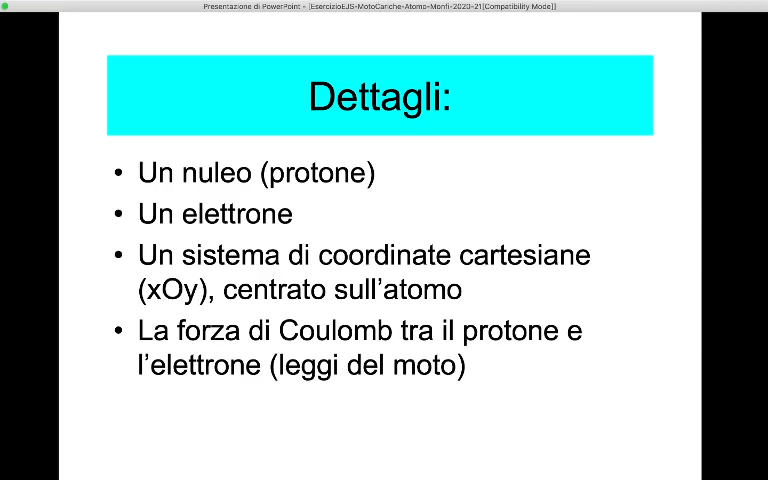 Presentazione di PowerPoint - [EsercizioEJS-MotoCariche-Atomo-Monfi-2020-21[Compatibility Mode]]
Dettagli:
• Un nuleo (protone)
• Un elettrone
• Un sistema di coordinate cartesiane
(xOy), centrato sull’atomo
• La forza di Coulomb tra il protone e
l’elettrone (leggi del moto)